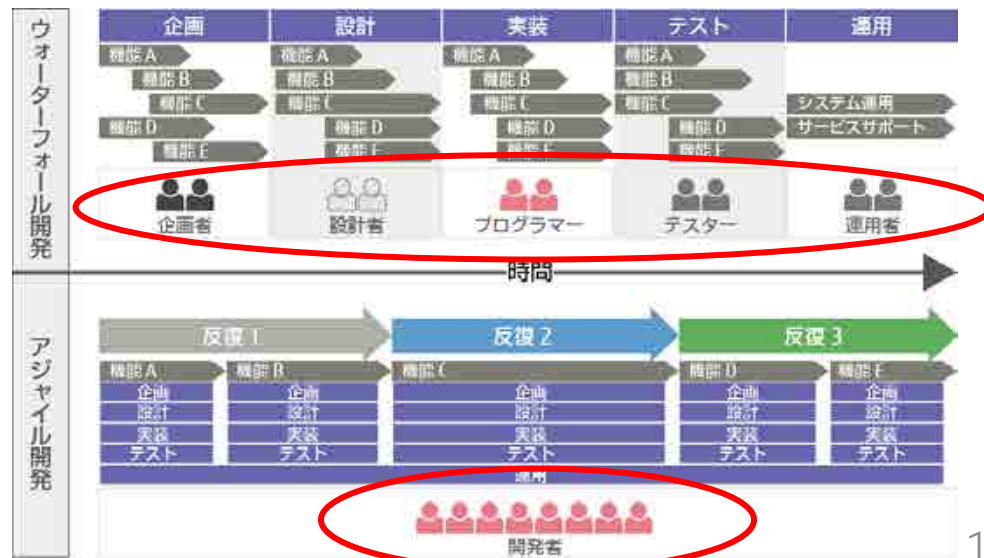 ウォーターフォール開発
企画 設計 実装 テスト 運用
機能A 機能A 機能A 機能A
機能B 機能B 機能B 機能B
機能C 機能C 機能C 機能C システム運用
機能D 機能D 機能D 機能D サービスサポート
機能E 機能E 機能E 機能E
企画者 設計者 プログラマー テスター 運用者
時間
アジャイル開発
反復1 反復2 反復3
機能A 機能B 機能C 機能D 機能E
企画 企画 企画 企画 企画
設計 設計 設計 設計 設計
実装 実装 実装 実装 実装
テスト テスト テスト テスト テスト
運用
開発者
1